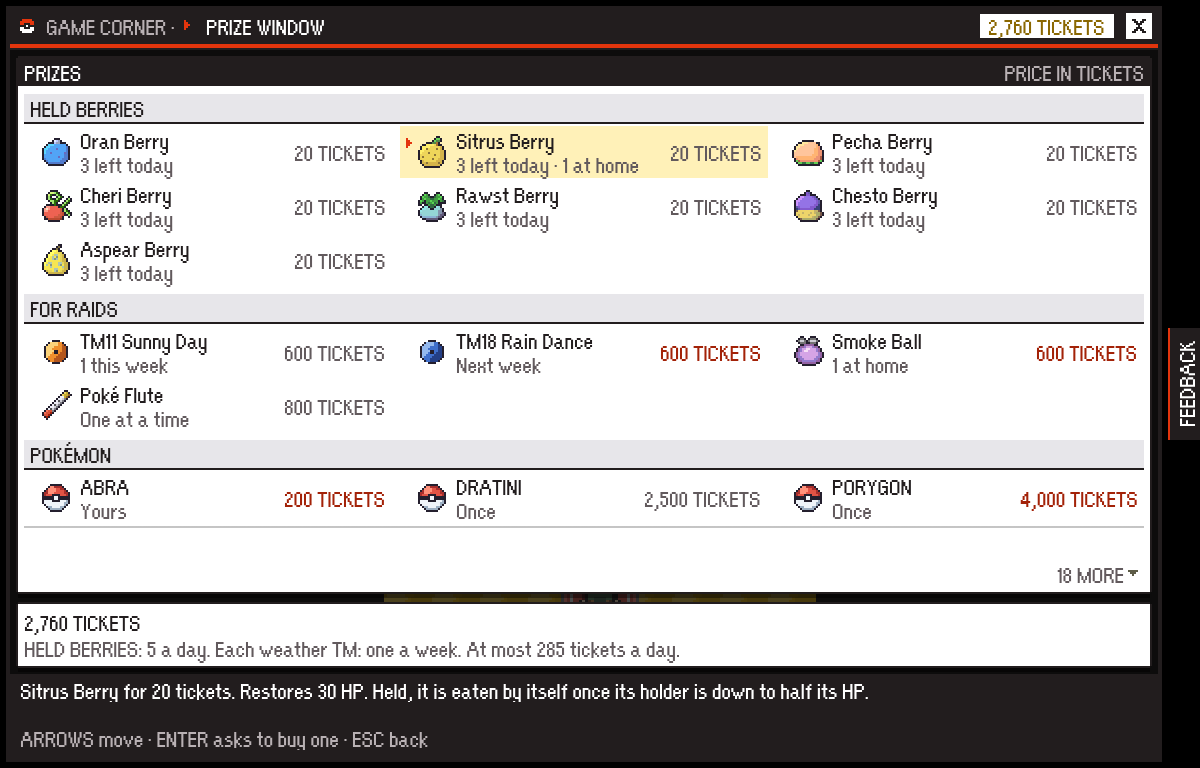 GAME CORNER · PRIZE WINDOW 2,760 TICKETS X
PRIZES PRICE IN TICKETS
HELD BERRIES
Oran Berry
3 left today
20 TICKETS
Sitrus Berry
3 left today · 1 at home
20 TICKETS
Pecha Berry
3 left today
20 TICKETS
Cheri Berry
3 left today
20 TICKETS
Rawst Berry
3 left today
20 TICKETS
Chesto Berry
3 left today
20 TICKETS
Aspear Berry
3 left today
20 TICKETS
FOR RAIDS
TM11 Sunny Day
1 this week
600 TICKETS
TM18 Rain Dance
Next week
600 TICKETS
Smoke Ball
1 at home
600 TICKETS
Poké Flute
One at a time
800 TICKETS
POKÉMON
ABRA
Yours
200 TICKETS
DRATINI
Once
2,500 TICKETS
PORYGON
Once
4,000 TICKETS
18 MORE
2,760 TICKETS
HELD BERRIES: 5 a day. Each weather TM: one a week. At most 285 tickets a day.
Sitrus Berry for 20 tickets. Restores 30 HP. Held, it is eaten by itself once its holder is down to half its HP.
ARROWS move · ENTER asks to buy one · ESC back
FEEDBACK